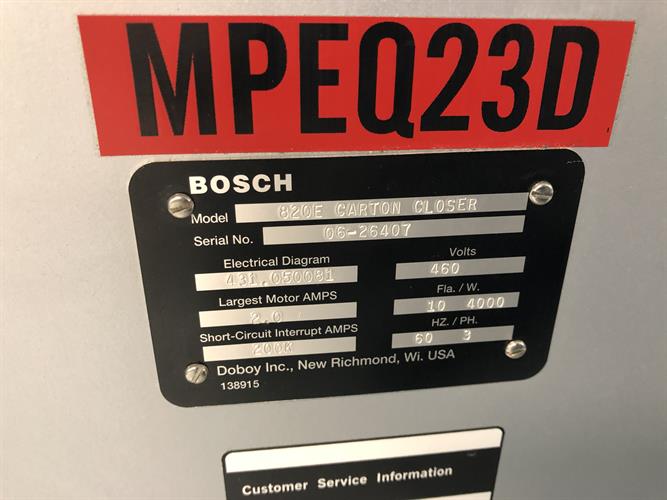 MPEQ23D
BOSCH
Model 820E CARTON CLOSER
Serial No. 06-26407
Electrical Diagram Volts
431.050081 460
Largest Motor AMPS Fla. / W.
2.0 10 4000
Short-Circuit Interrupt AMPS HZ. / PH.
200K 60 3
Doboy Inc., New Richmond, Wi. USA
138915
Customer Service Information